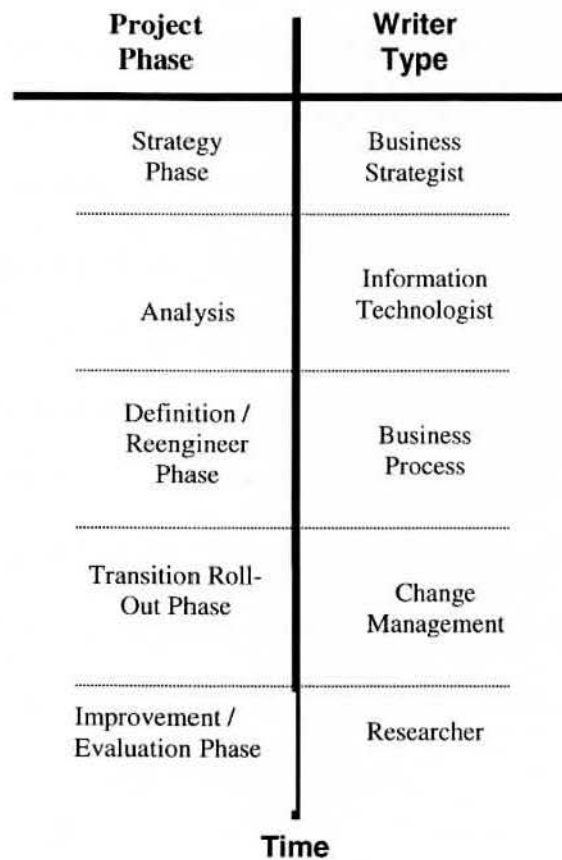 Project
Phase
Writer
Type
Strategy
Phase
Business
Strategist
Analysis
Information
Technologist
Definition /
Reengineer
Phase
Business
Process
Transition Roll-
Out Phase
Change
Management
Improvement /
Evaluation Phase
Researcher
Time